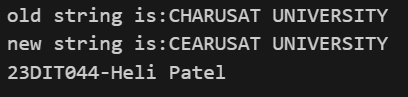 old string is:CHARUSAT UNIVERSITY
new string is:CEARUSAT UNIVERSITY
23DIT044-Heli Patel